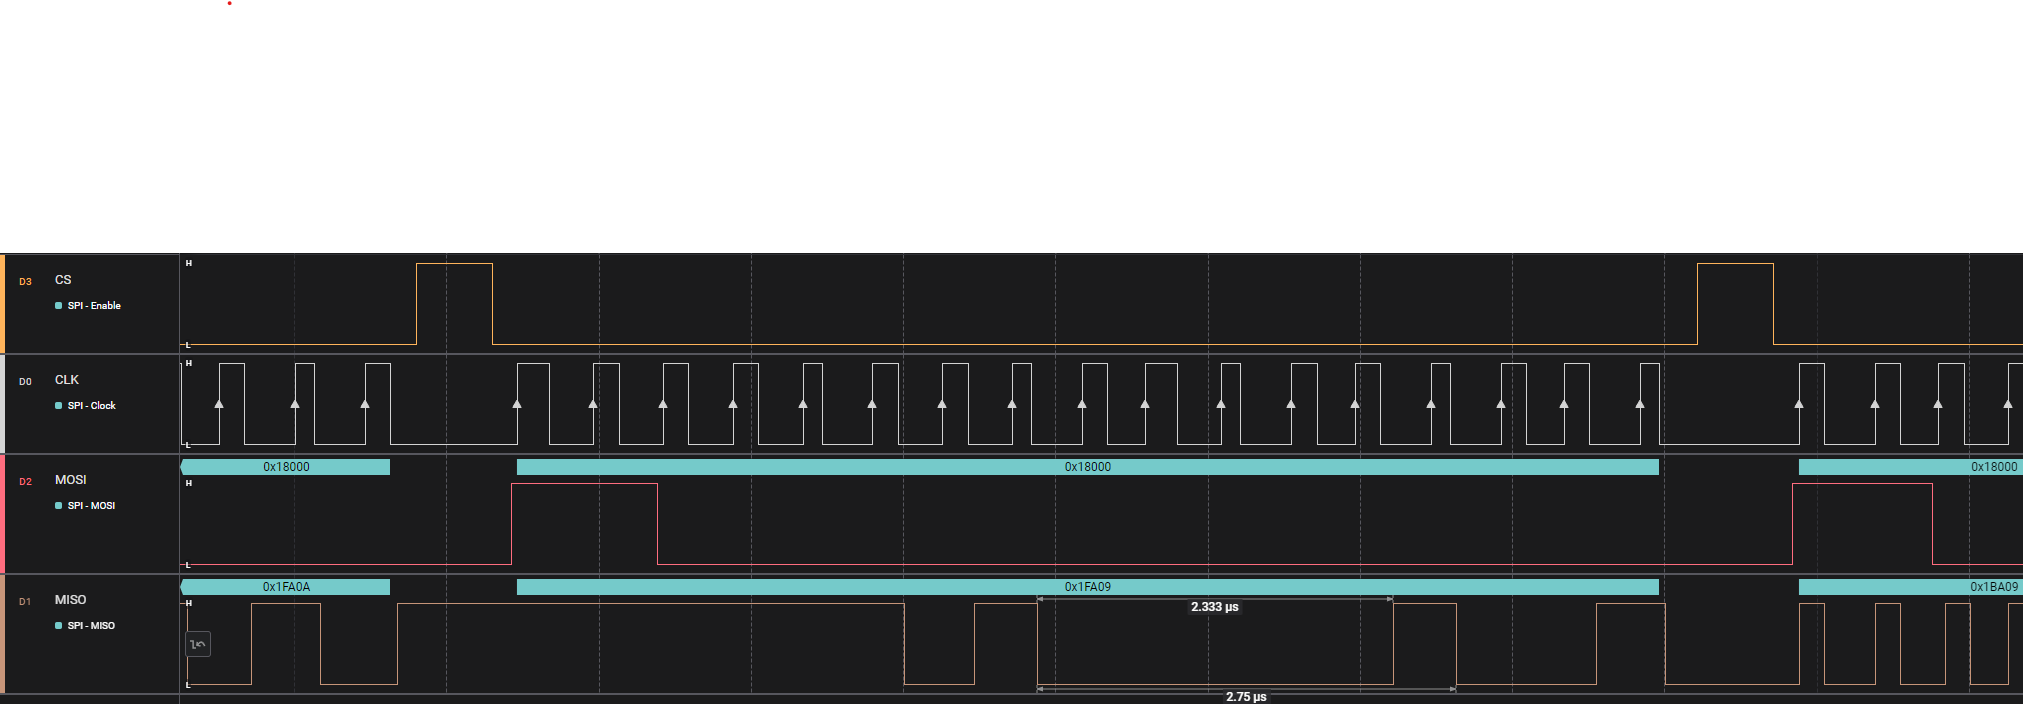 D3 CS
SPI - Enable
H
L
D0 CLK
SPI - Clock
H
L
D2 MOSI
SPI - MOSI
0x18000 0x18000 0x18000
H
L
D1 MISO
SPI - MISO
0x1FA0A 0x1FA09 0x1BA09
H
2.333 µs
L
2.75 µs